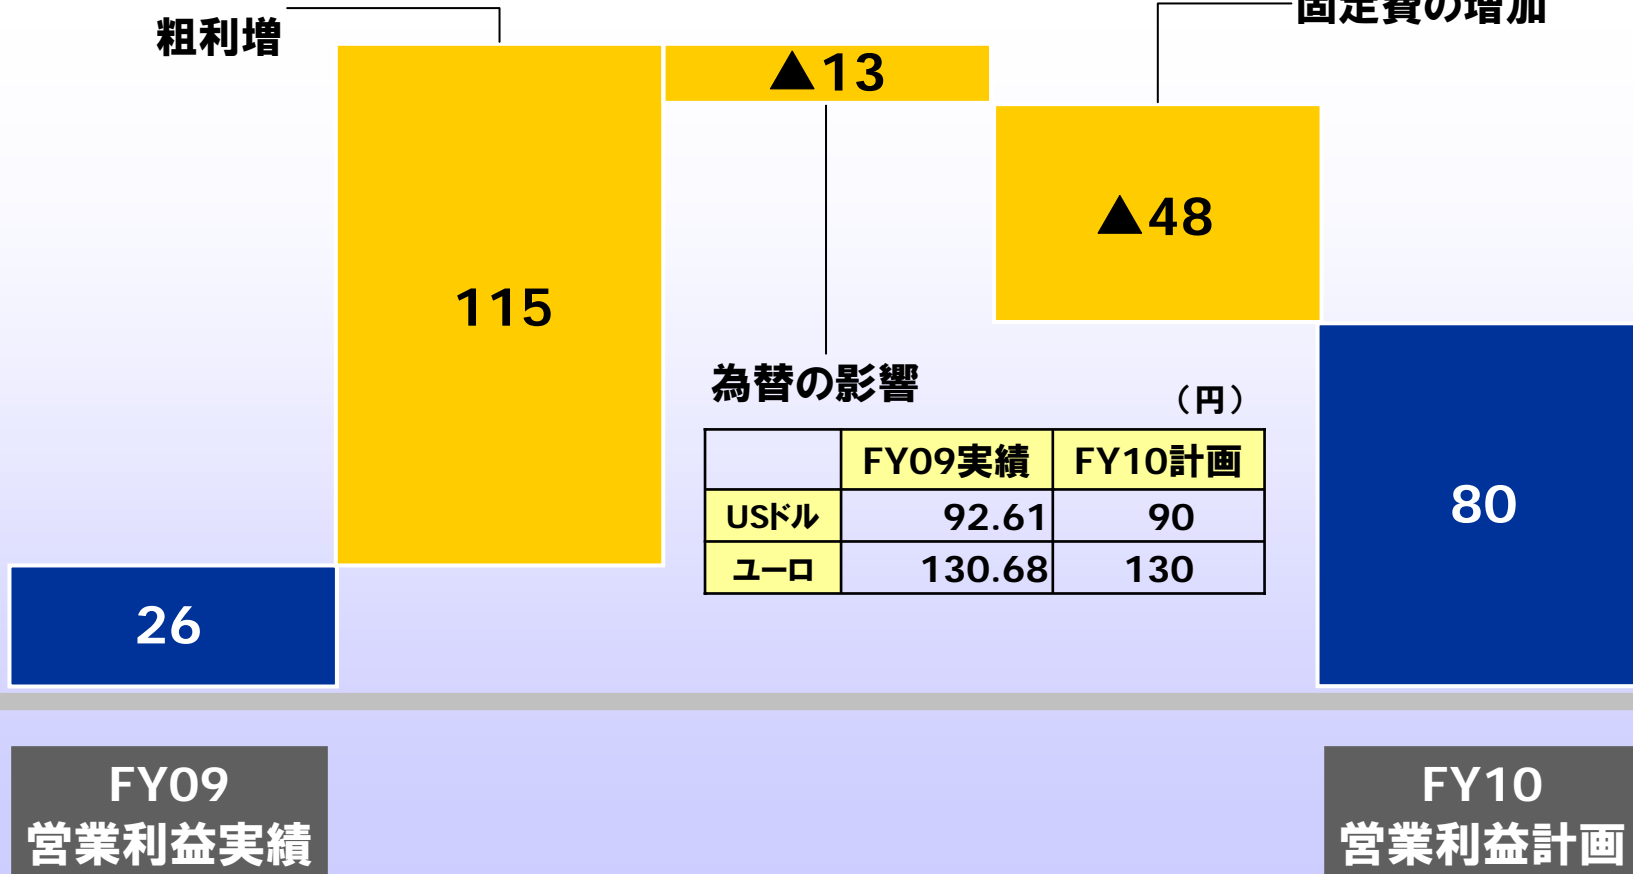 粗利増
固定費の増加
▲13
▲48
115
為替の影響
（円）
FY09実績 FY10計画
USドル 92.61 90
ユーロ 130.68 130
80
26
FY09
営業利益実績
FY10
営業利益計画